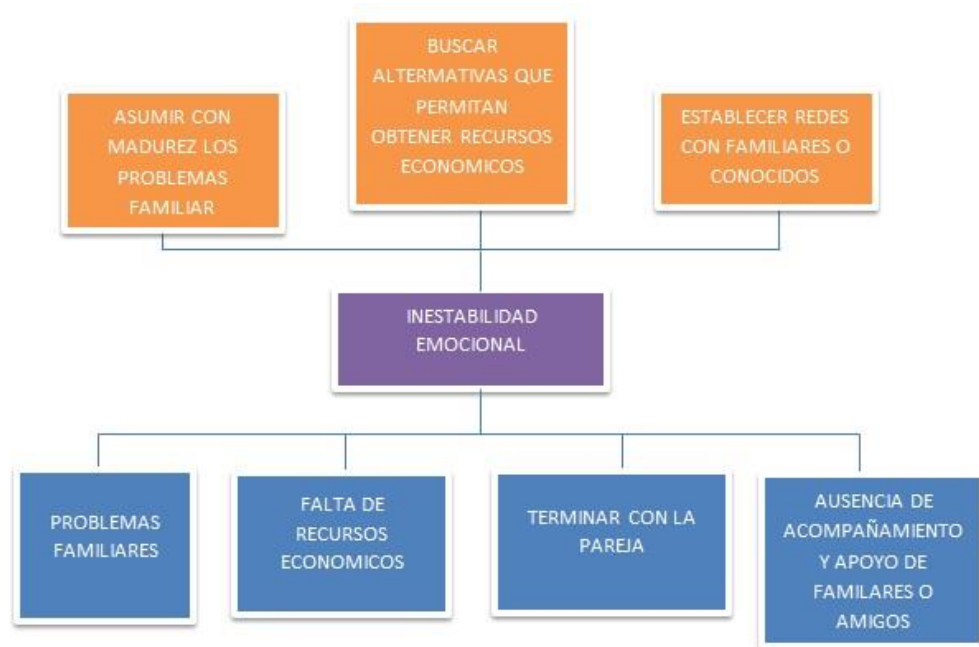 ASUMIR CON
MADUREZ LOS
PROBLEMAS
FAMILIAR
BUSCAR
ALTERMATIVAS QUE
PERMITAN
OBTENER RECURSOS
ECONOMICOS
ESTABLECER REDES
CON FAMILIARES O
CONOCIDOS
INESTABILIDAD
EMOCIONAL
PROBLEMAS
FAMILIARES
FALTA DE
RECURSOS
ECONOMICOS
TERMINAR CON LA
PAREJA
AUSENCIA DE
ACOMPAÑAMIENTO
Y APOYO DE
FAMILARES O
AMIGOS